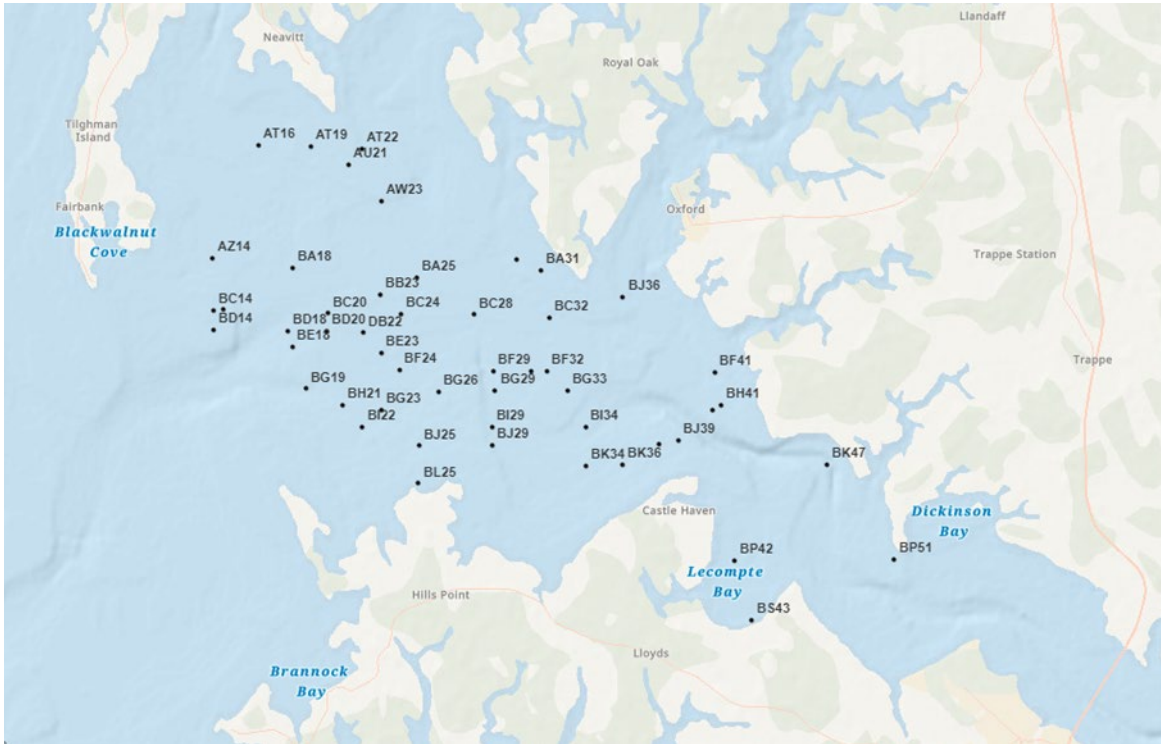 Llandaff
Neavitt
Royal Oak
Tilghman
Island
AT16
AT19
AT22
AU21
AW23
Fairbank
Oxford
Blackwalnut
Cove
AZ14
BA18
BA25
BA31
Trappe Station
BB23
BJ36
BC14
BC20
BC24
BC28
BC32
BD14
BD18
BD20
DB22
BE18
BE23
BF24
BF29
BF32
BF41
Trappe
BG19
BG26
BG29
BG33
BH21
BG23
BH41
BI22
BI29
BI34
BJ25
BJ29
BJ39
BK34
BK36
BK47
BL25
Castle Haven
Dickinson
Bay
BP42
BP51
Lecompte
Bay
Hills Point
BS43
Lloyds
Brannock
Bay